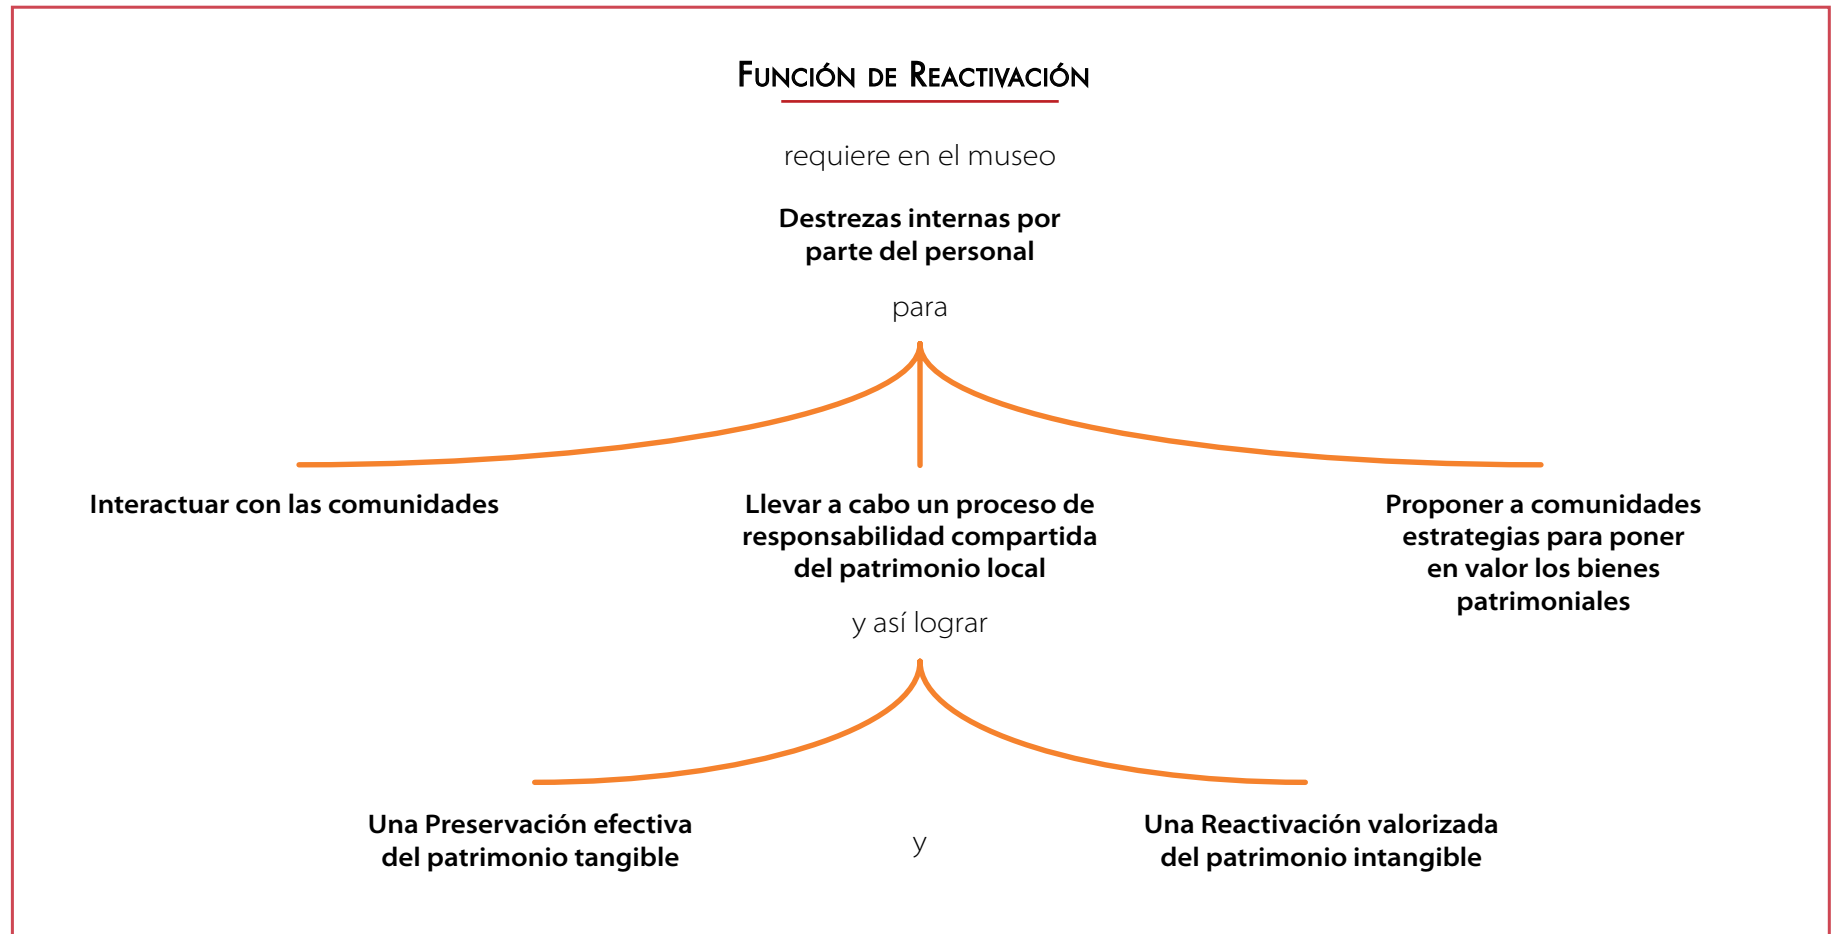 Función de Reactivación
requiere en el museo
Destrezas internas por
parte del personal
para
Interactuar con las comunidades
Llevar a cabo un proceso de
responsabilidad compartida
del patrimonio local
Proponer a comunidades
estrategias para poner
en valor los bienes
patrimoniales
y así lograr
Una Preservación efectiva
del patrimonio tangible
y
Una Reactivación valorizada
del patrimonio intangible